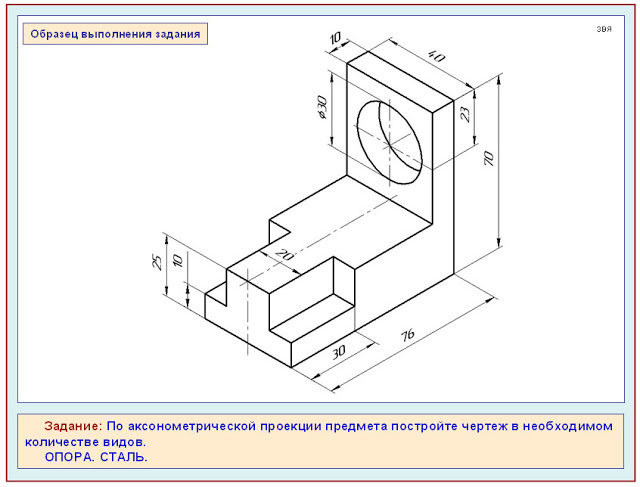 Образец выполнения задания
ЗВЯ
10
40
ø30
23
70
20
25
10
30
76
Задание: По аксонометрической проекции предмета постройте чертеж в необходимом
количестве видов.
ОПОРА. СТАЛЬ.